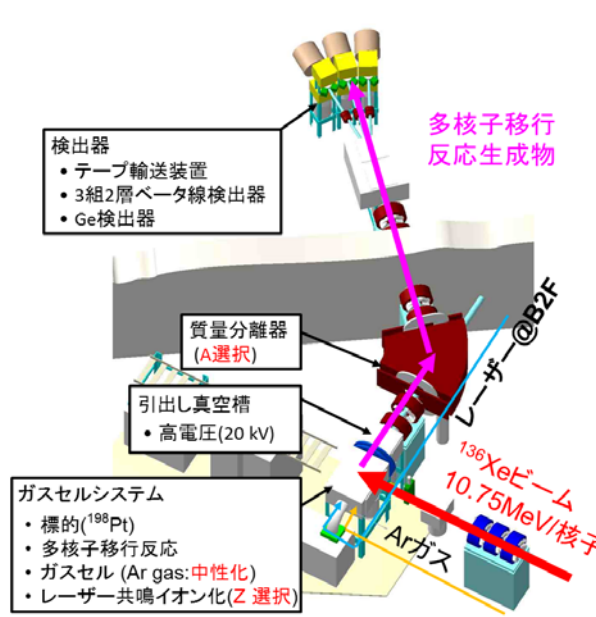 多核子移行
反応生成物
検出器
• テープ輸送装置
• 3組2層ベータ線検出器
• Ge検出器
質量分離器
(A選択)
レーザー@B2F
引出し真空槽
• 高電圧(20 kV)
136Xeビーム
10.75MeV/核子
Arガス
ガスセルシステム
• 標的(198Pt)
• 多核子移行反応
• ガスセル (Ar gas:中性化)
• レーザー共鳴イオン化(Z 選択)